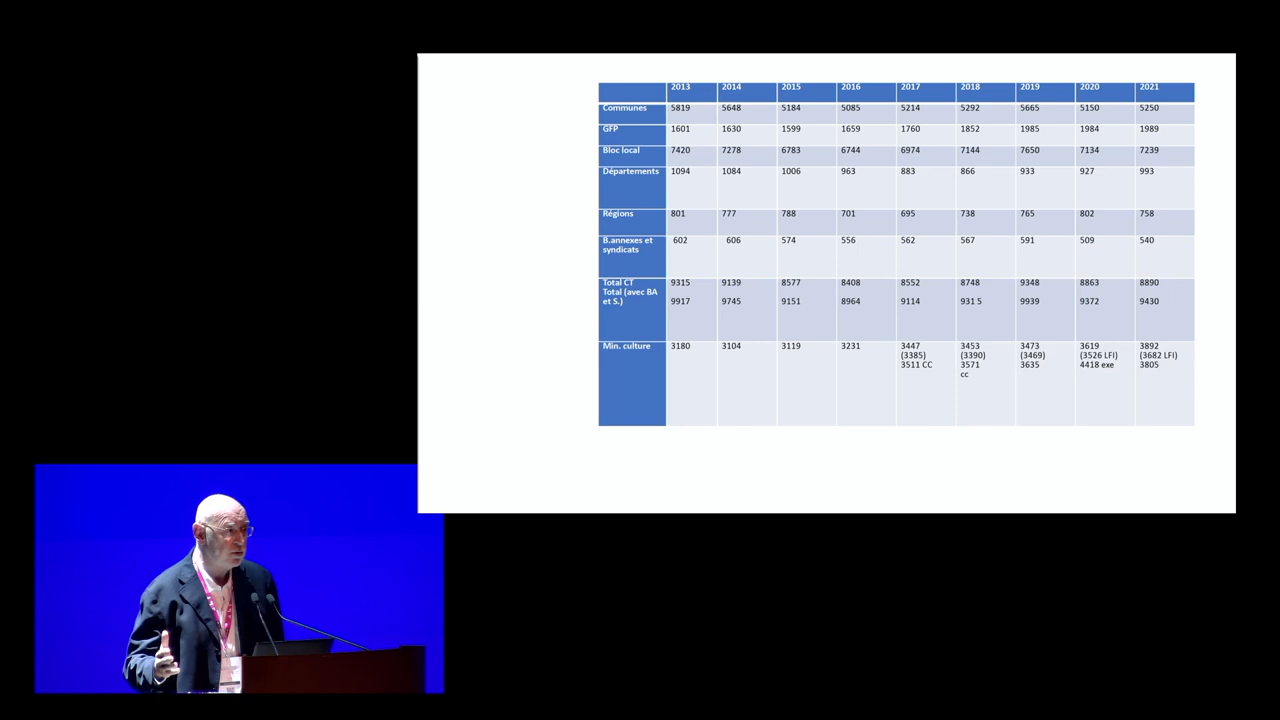 2013 2014 2015 2016 2017 2018 2019 2020 2021
Communes 5819 5648 5184 5085 5214 5292 5665 5150 5250
GFP 1601 1630 1599 1659 1760 1852 1985 1984 1989
Bloc local 7420 7278 6783 6744 6974 7144 7650 7134 7239
Départements 1094 1084 1006 963 883 866 933 927 993
Régions 801 777 788 701 695 738 765 802 758
B.annexes et 602 606 574 556 562 567 591 509 540
syndicats
Total CT 9315 9139 8577 8408 8552 8748 9348 8863 8890
Total (avec BA
et S.) 9917 9745 9151 8964 9114 931 5 9939 9372 9430
Min. culture 3180 3104 3119 3231 3447 3453 3473 3619 3892
(3385) (3390) (3469) (3526 LFI) (3682 LFI)
3511 CC 3571 3635 4418 exe 3805
cc